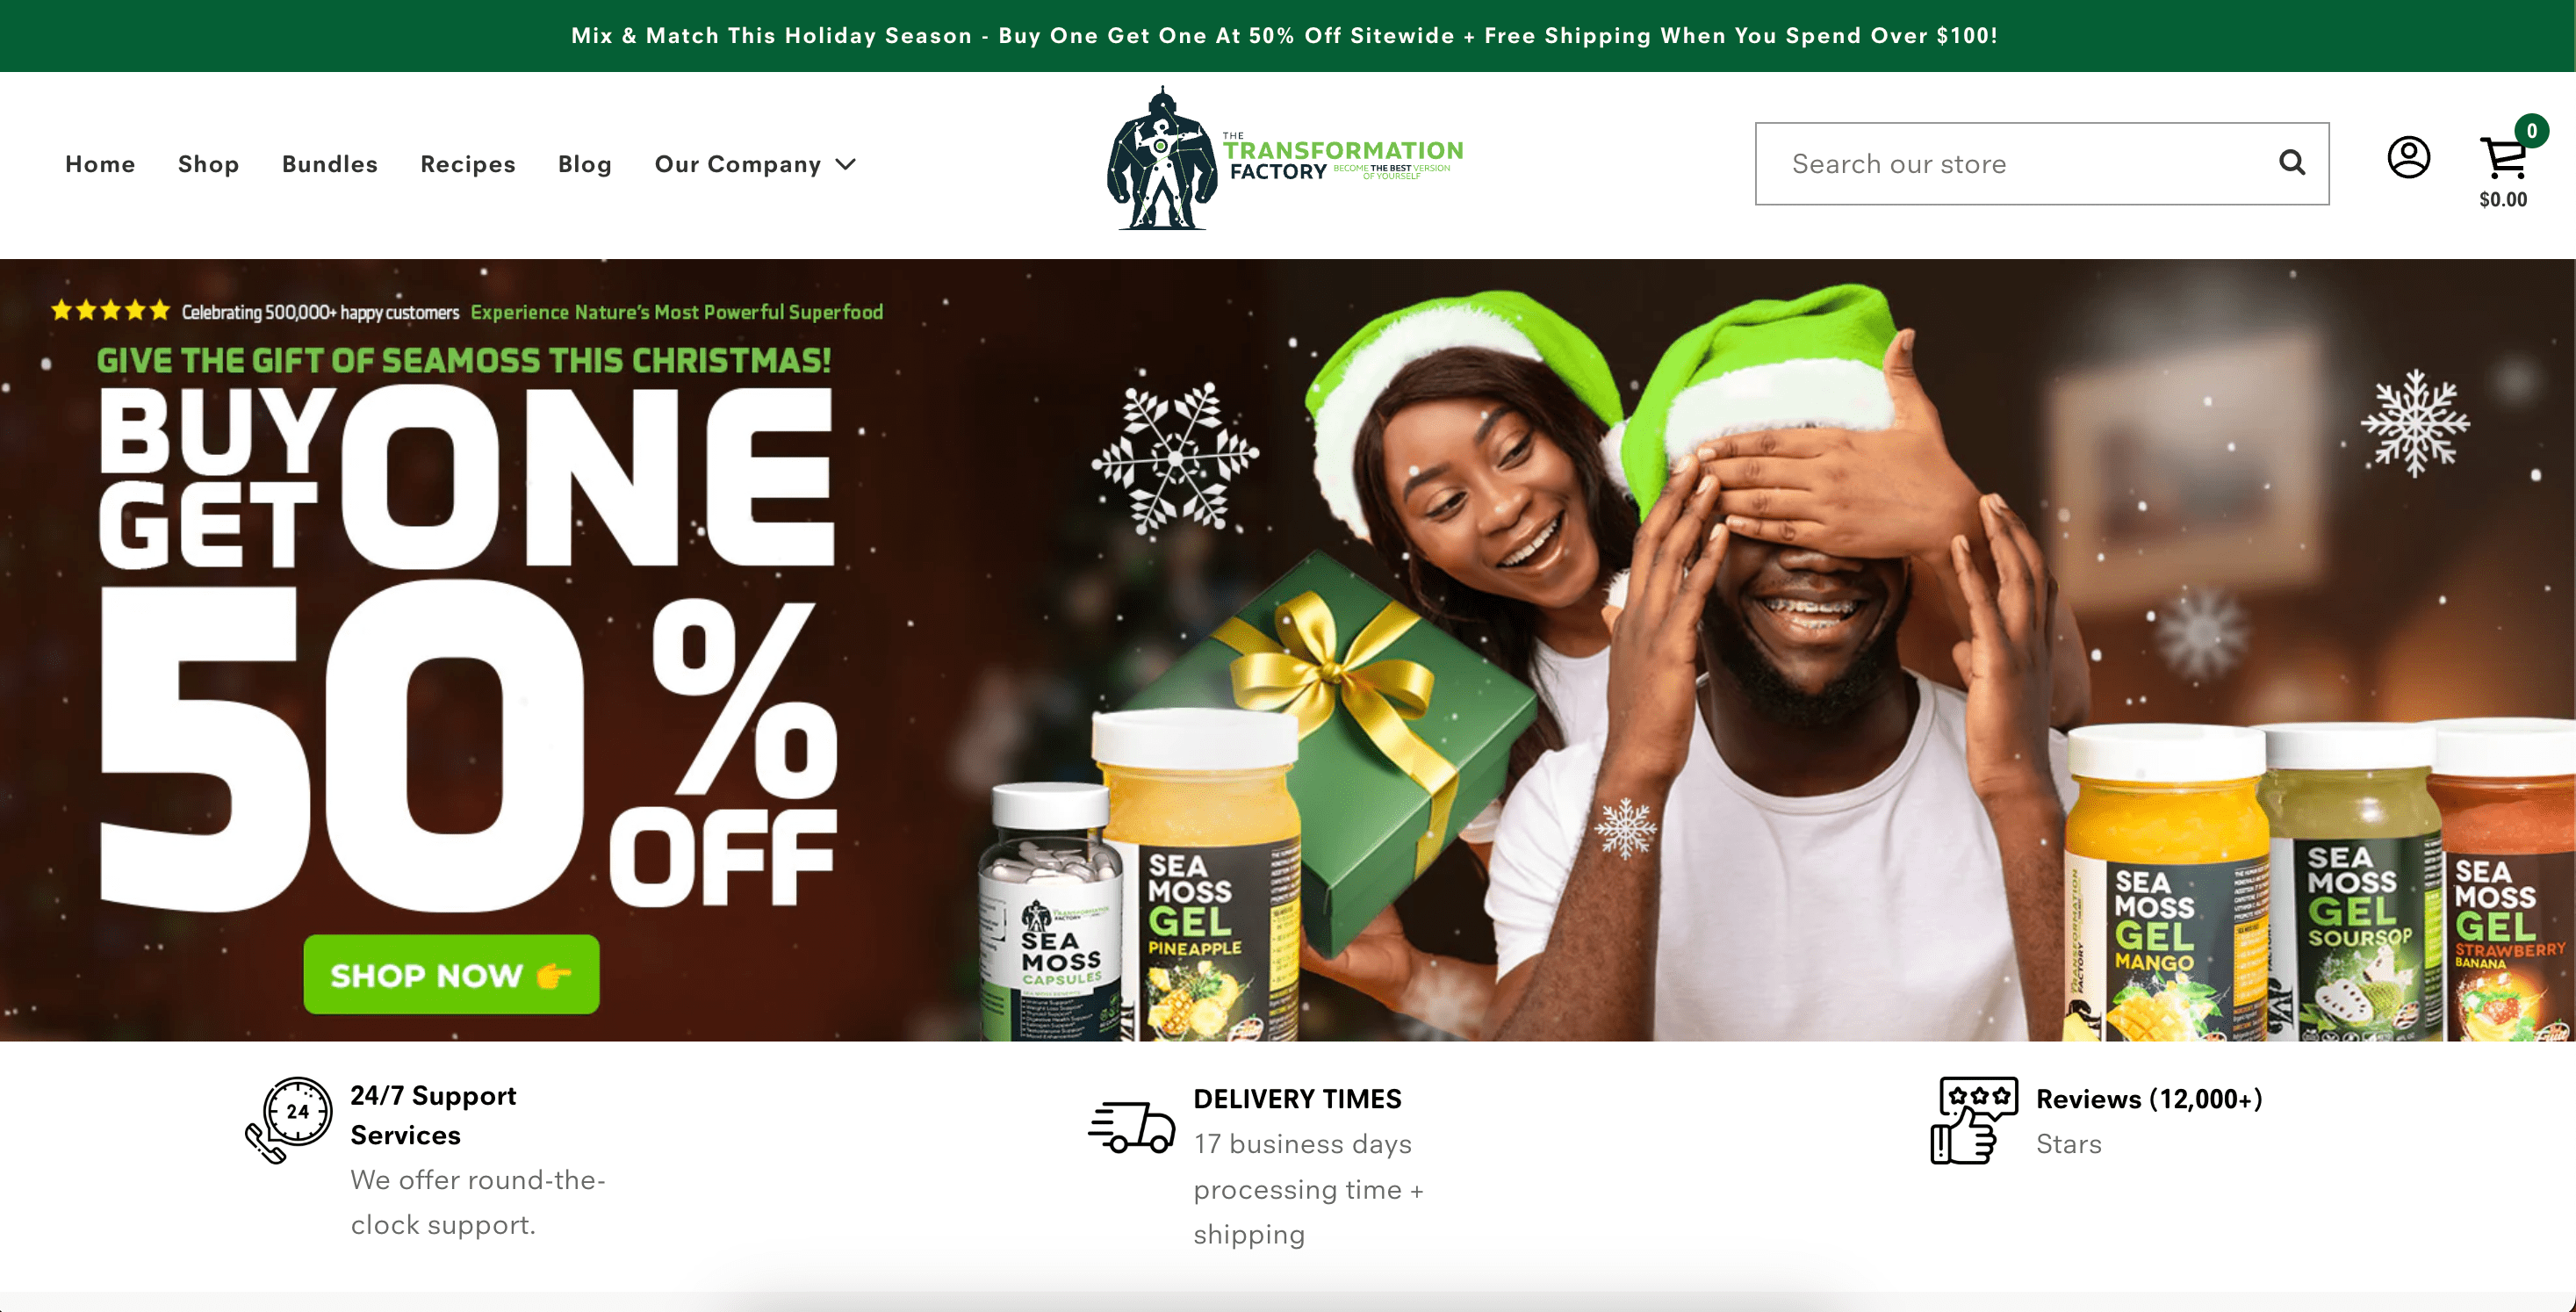 Mix & Match This Holiday Season - Buy One Get One At 50% Off Sitewide + Free Shipping When You Spend Over $100!
Home Shop Bundles Recipes Blog Our Company
THE
TRANSFORMATION
FACTORY BECOME THE BEST VERSION
OF YOURSELF
Search our store
0
$0.00
Celebrating 500,000+ happy customers Experience Nature's Most Powerful Superfood
GIVE THE GIFT OF SEAMOSS THIS CHRISTMAS!
BUY
GET
ONE
50%
OFF
SHOP NOW 👉
SEA
MOSS
CAPSULES
SEA
MOSS
GEL
PINEAPPLE
SEA
MOSS
GEL
MANGO
SEA
MOSS
GEL
SOURSOP
SEA
MOSS
GEL
STRAWBERRY
BANANA
24
24/7 Support
Services
We offer round-the-
clock support.
DELIVERY TIMES
17 business days
processing time +
shipping
Reviews (12,000+)
Stars